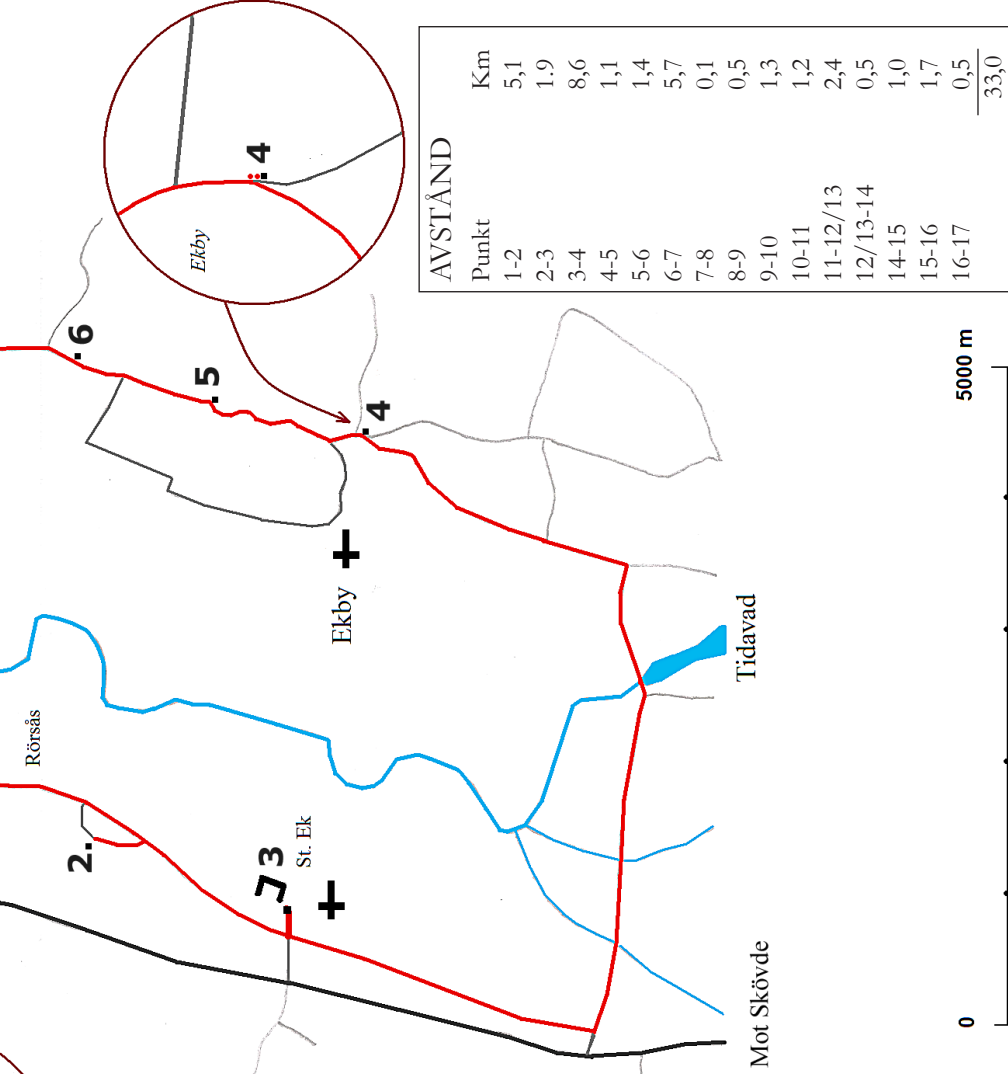 Ekby
4
6
5
4
Ekby
Rörsås
2.
3
St. Ek
Tidavad
Mot Skövde
AVSTÅND
Punkt Km
1-2 5,1
2-3 1.9
3-4 8,6
4-5 1,1
5-6 1,4
6-7 5,7
7-8 0,1
8-9 0,5
9-10 1,3
10-11 1,2
11-12/13 2,4
12/13-14 0,5
14-15 1,0
15-16 1,7
16-17 0,5
33,0
0 5000 m